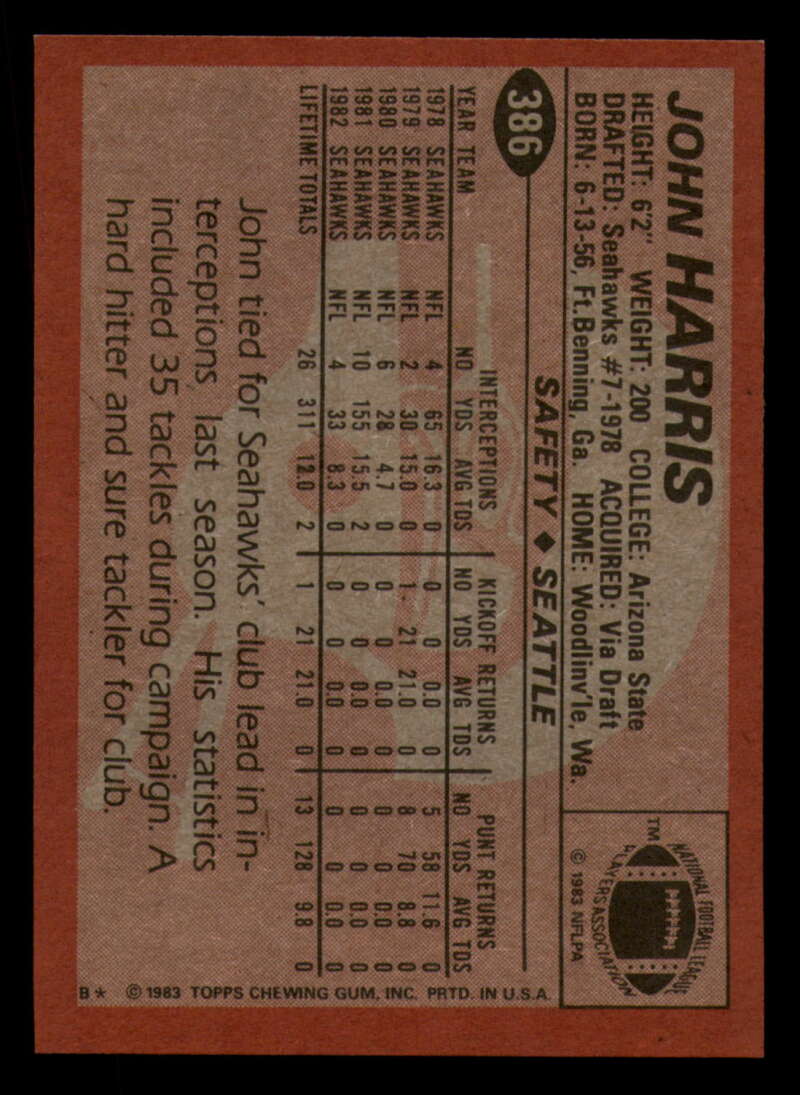 JOHN HARRIS
HEIGHT: 6'2" WEIGHT: 200 COLLEGE: Arizona State
DRAFTED: Seahawks #7-1978 ACQUIRED: Via Draft
BORN: 6-13-56, Ft.Benning, Ga. HOME: Woodlinv'le, Wa.
386
SAFETY ♦ SEATTLE
NATIONAL FOOTBALL LEAGUE
PLAYERS ASSOCIATION
TM
© 1983 NFLPA
INTERCEPTIONS KICKOFF RETURNS PUNT RETURNS
YEAR TEAM NO YDS AVG TDS NO YDS AVG TDS NO YDS AVG TDS
1978 SEAHAWKS NFL 4 65 16.3 0 0 0 0.0 0 5 58 11.6 0
1979 SEAHAWKS NFL 2 30 15.0 0 1 21 21.0 0 8 70 8.8 0
1980 SEAHAWKS NFL 6 28 4.7 0 0 0 0.0 0 0 0 0.0 0
1981 SEAHAWKS NFL 10 155 15.5 2 0 0 0.0 0 0 0 0.0 0
1982 SEAHAWKS NFL 4 33 8.3 0 0 0 0.0 0 0 0 0.0 0
LIFETIME TOTALS 26 311 12.0 2 1 21 21.0 0 13 128 9.8 0
John tied for Seahawks' club lead in in-
terceptions last season. His statistics
included 35 tackles during campaign. A
hard hitter and sure tackler for club.
B* © 1983 TOPPS CHEWING GUM, INC. PRTD. IN U.S.A.